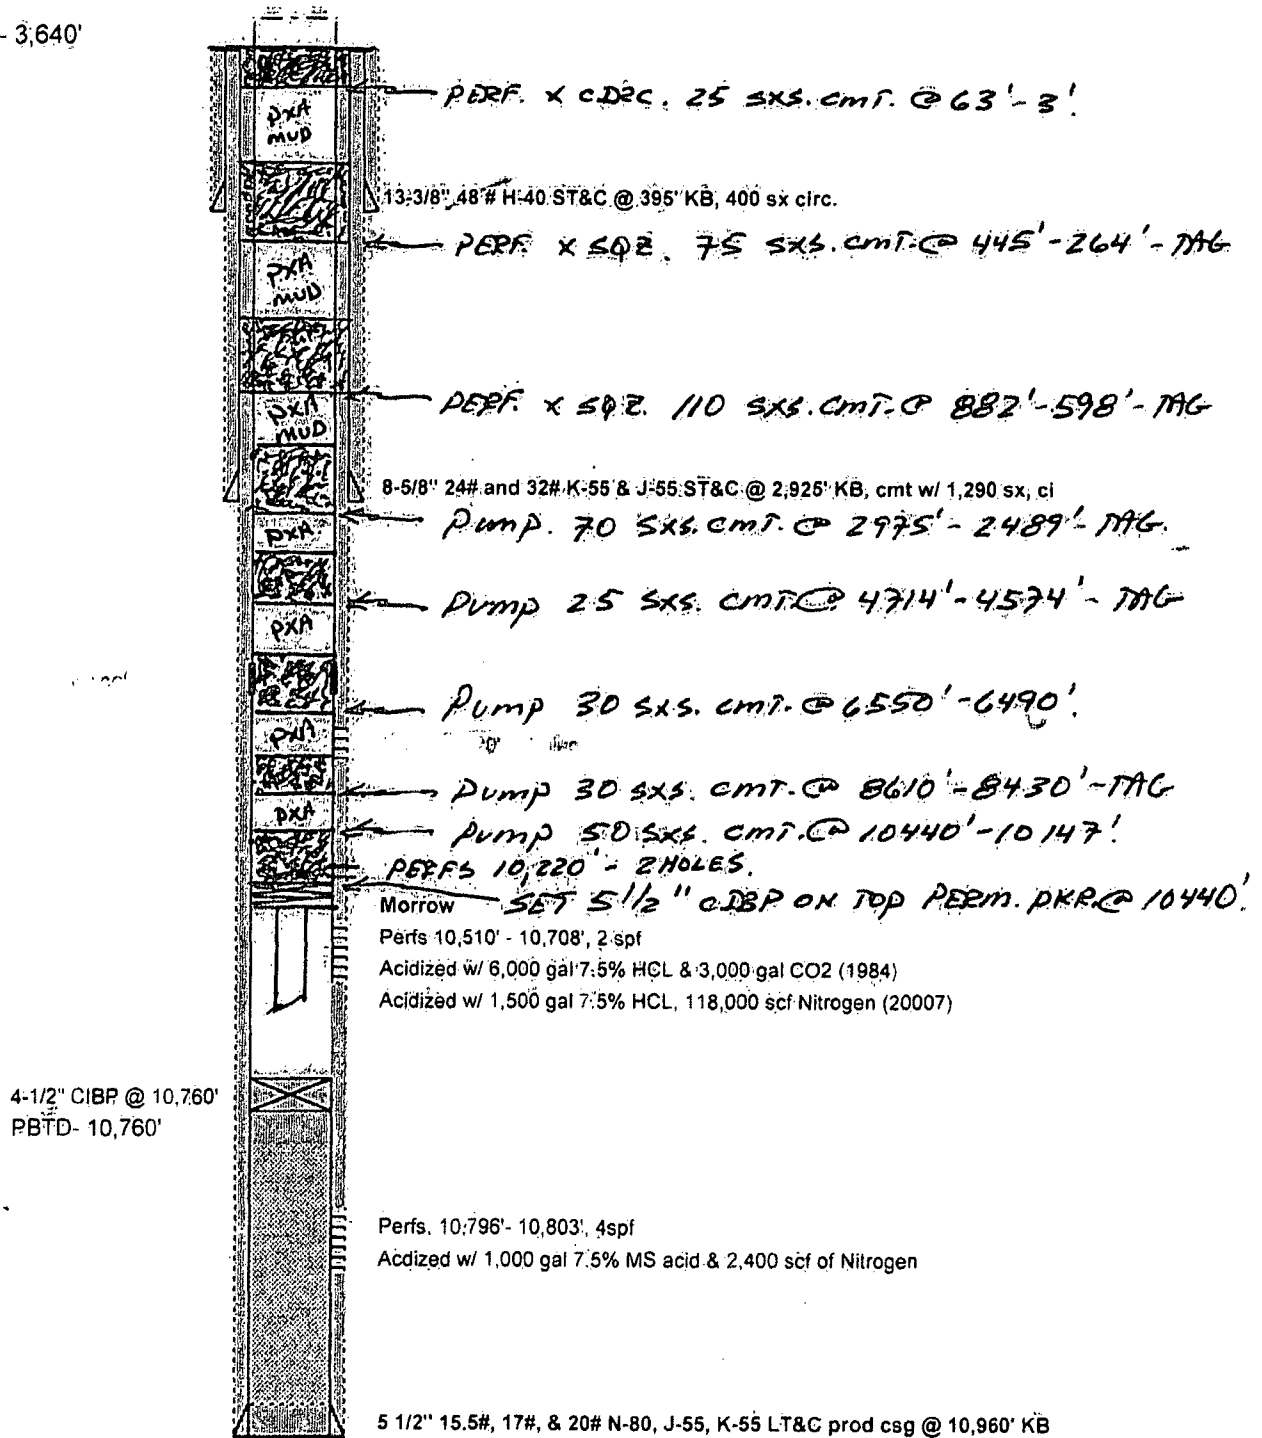 - 3,640'
PERF. X CIRC. 25 SXS. CMT. @ 63'-3'.
PXA
MUD
13-3/8" 48# H-40 ST&C @ 395' KB, 400 sx circ.
PERF. X SQZ. 75 SXS. CMT. @ 445'-264'-TAG
PXA
MUD
PERF. X SQZ. 110 SXS. CMT. @ 882'-598'-TAG
PXA
MUD
8-5/8" 24# and 32# K-55 & J-55 ST&C @ 2,925' KB, cmt w/ 1,290 sx, ci
Pump. 70 SXS. CMT. @ 2975'-2489'-TAG.
PXA
Pump 25 SXS. CMT. @ 4714'-4574'-TAG
PXA
Pump 30 SXS. CMT. @ 6550'-6490'.
PXA
Pump 30 SXS. CMT. @ 8610'-8430'-TAG
PXA
Pump 50 SXS. CMT. @ 10440'-10147'.
PERFS 10,220' - 2 HOLES.
SET 5 1/2" CIBP ON TOP PERM. PKR. @ 10440'.
Morrow
Perfs 10,510' - 10,708', 2 spf
Acidized w/ 6,000 gal 7.5% HCL & 3,000 gal CO2 (1984)
Acidized w/ 1,500 gal 7.5% HCL, 118,000 scf Nitrogen (20007)
4-1/2" CIBP @ 10,760'
PBTD- 10,760'
Perfs, 10,796'- 10,803', 4spf
Acdized w/ 1,000 gal 7.5% MS acid & 2,400 scf of Nitrogen
5 1/2" 15.5#, 17#, & 20# N-80, J-55, K-55 LT&C prod csg @ 10,960' KB